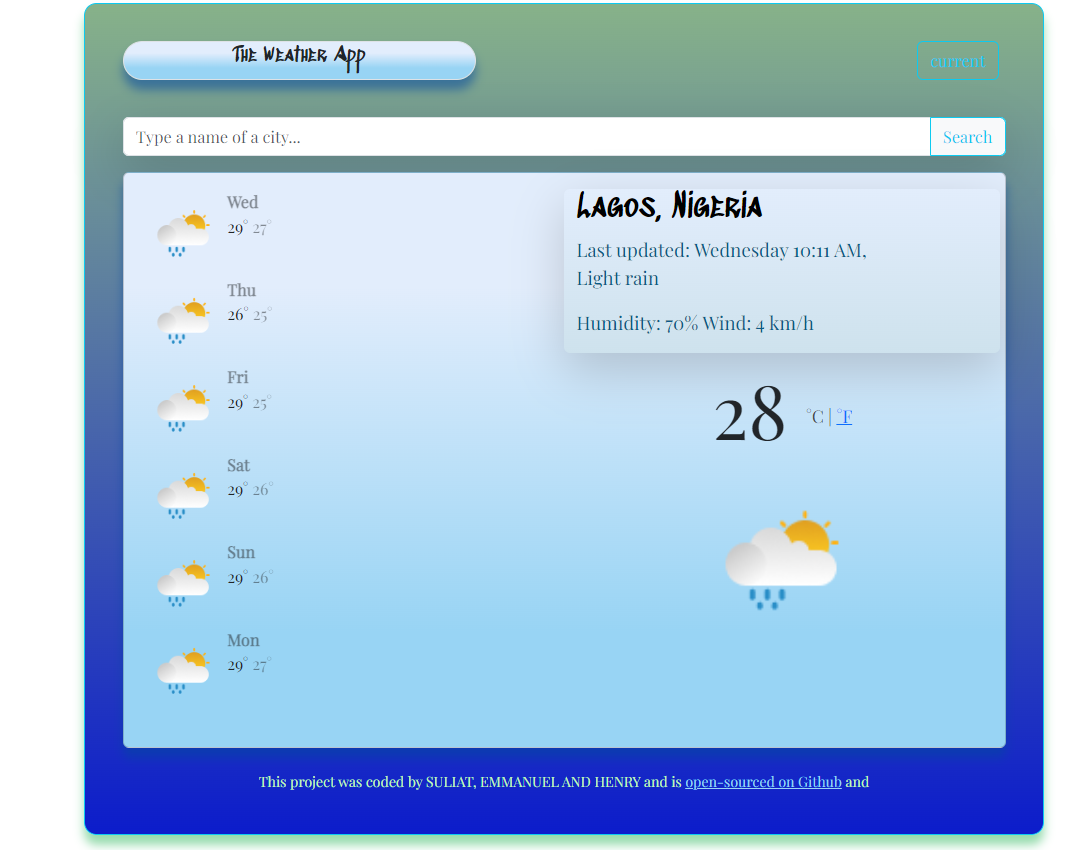 The Weather App
current
Type a name of a city...
Search
Wed
29° 27°
Thu
26° 25°
Fri
29° 25°
Sat
29° 26°
Sun
29° 26°
Mon
29° 27°
Lagos, Nigeria
Last updated: Wednesday 10:11 AM,
Light rain
Humidity: 70% Wind: 4 km/h
28 °C | °F
This project was coded by SULIAT, EMMANUEL AND HENRY and is open-sourced on Github and